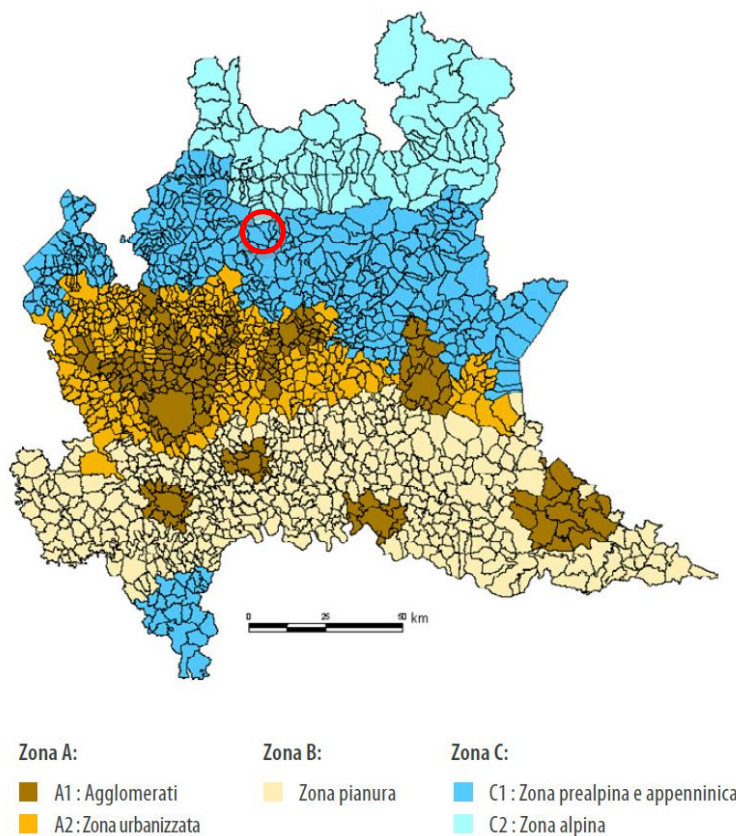 0 25 50 km
Zona A:
A1 : Agglomerati
A2 : Zona urbanizzata
Zona B:
Zona pianura
Zona C:
C1 : Zona prealpina e appenninica
C2 : Zona alpina